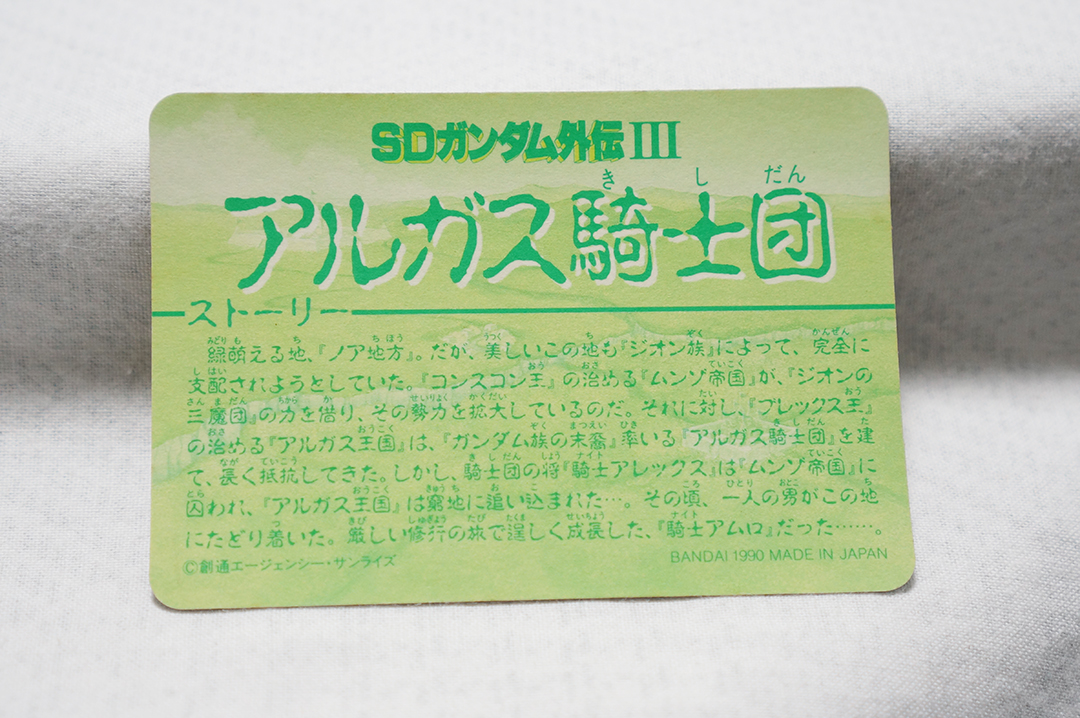 SDガンダム外伝III
き し だん
アルガス騎士団
ストーリー
緑萌える地、『ノア地方』。だが、美しいこの地も『ジオン族』によって、完全に
支配されようとしていた。『コンスコン王』の治める『ムンゾ帝国』が、『ジオンの
三魔団』の力を借り、その勢力を拡大しているのだ。それに対し、『ブレックス王』
の治める『アルガス王国』は、『ガンダム族の末裔』率いる『アルガス騎士団』を建
て、長く抵抗してきた。しかし、騎士団の将『騎士アレックス』は『ムンゾ帝国』に
囚われ、『アルガス王国』は窮地に追い込まれた…。その頃、一人の男がこの地
にたどり着いた。厳しい修行の旅で逞しく成長した、『騎士アムロ』だった……。
©創通エージェンシー・サンライズ
BANDAI 1990 MADE IN JAPAN